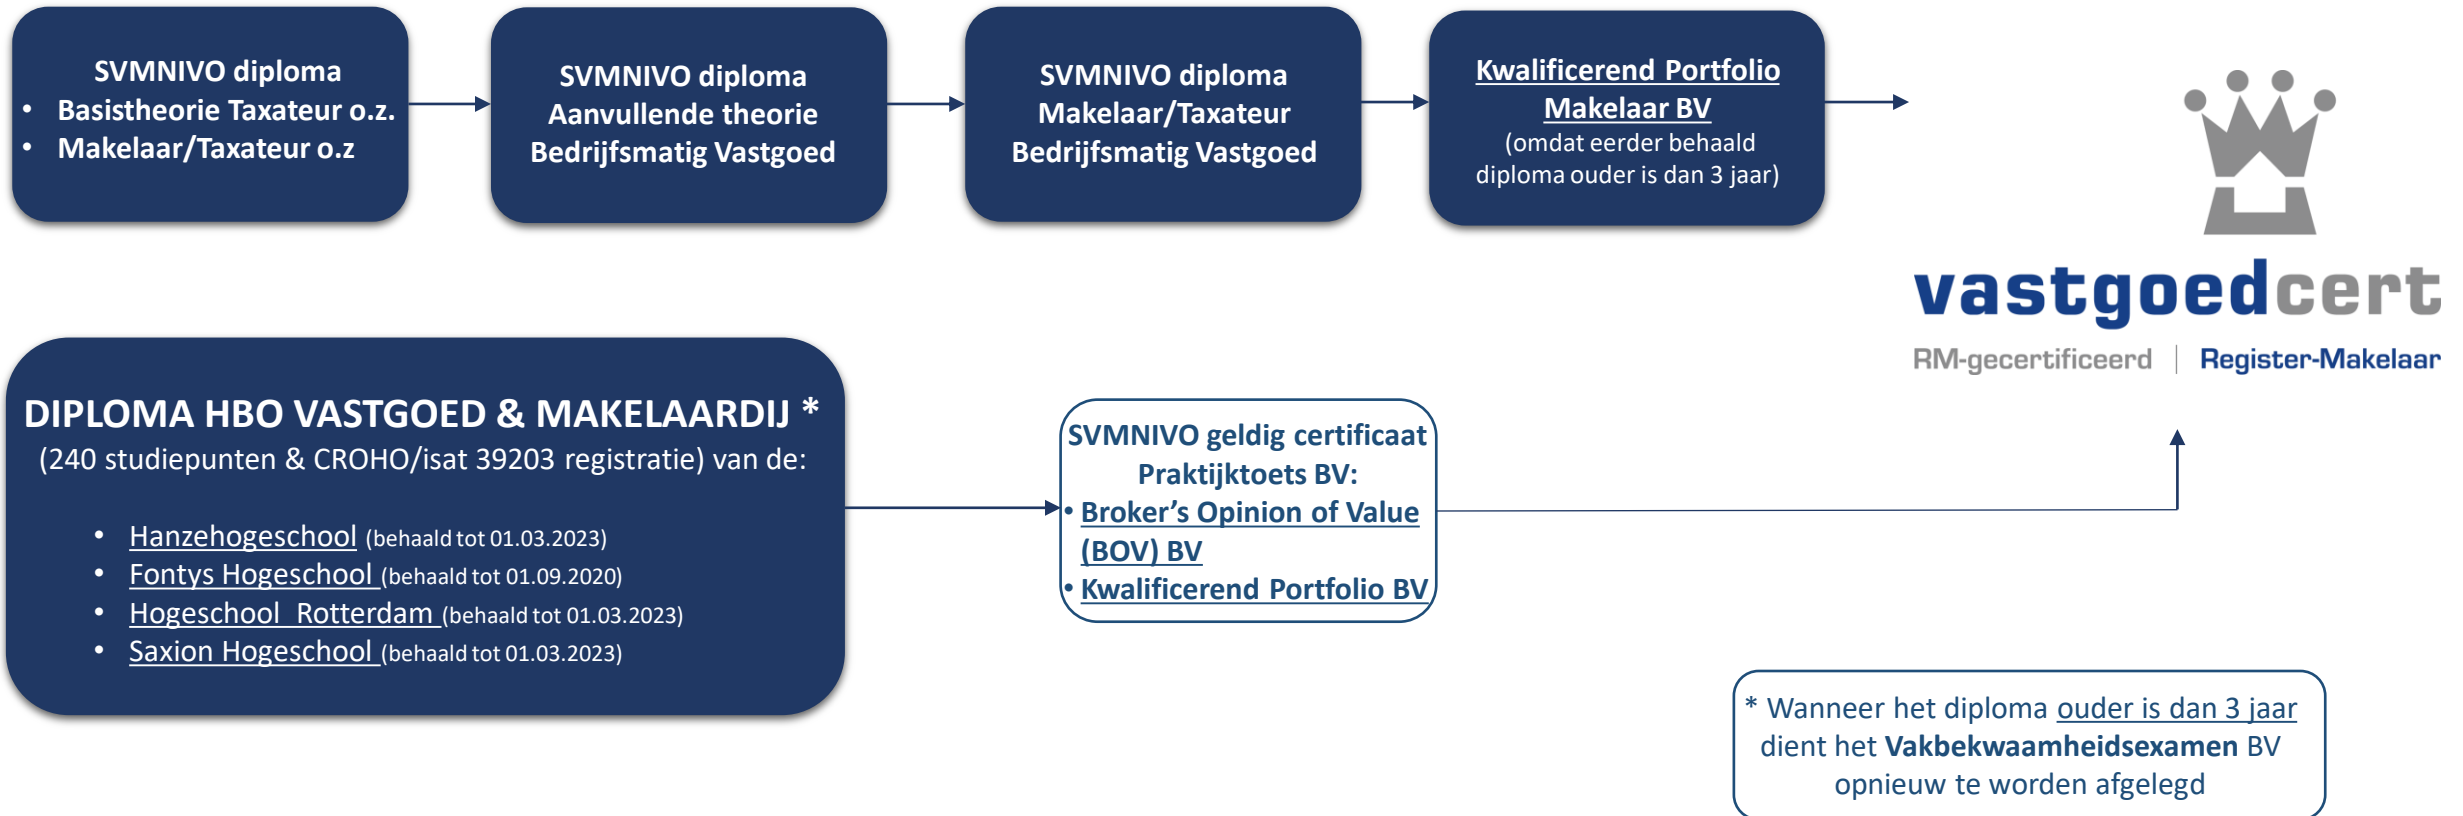 SVMNIVO diploma
• Basistheorie Taxateur o.z.
• Makelaar/Taxateur o.z
SVMNIVO diploma
Aanvullende theorie
Bedrijfsmatig Vastgoed
SVMNIVO diploma
Makelaar/Taxateur
Bedrijfsmatig Vastgoed
Kwalificerend Portfolio
Makelaar BV
(omdat eerder behaald
diploma ouder is dan 3 jaar)
vastgoedcert
RM-gecertificeerd | Register-Makelaar
DIPLOMA HBO VASTGOED & MAKELAARDIJ *
(240 studiepunten & CROHO/isat 39203 registratie) van de:
• Hanzehogeschool (behaald tot 01.03.2023)
• Fontys Hogeschool (behaald tot 01.09.2020)
• Hogeschool Rotterdam (behaald tot 01.03.2023)
• Saxion Hogeschool (behaald tot 01.03.2023)
SVMNIVO geldig certificaat
Praktijktoets BV:
• Broker’s Opinion of Value
(BOV) BV
• Kwalificerend Portfolio BV
* Wanneer het diploma ouder is dan 3 jaar
dient het Vakbekwaamheidsexamen BV
opnieuw te worden afgelegd